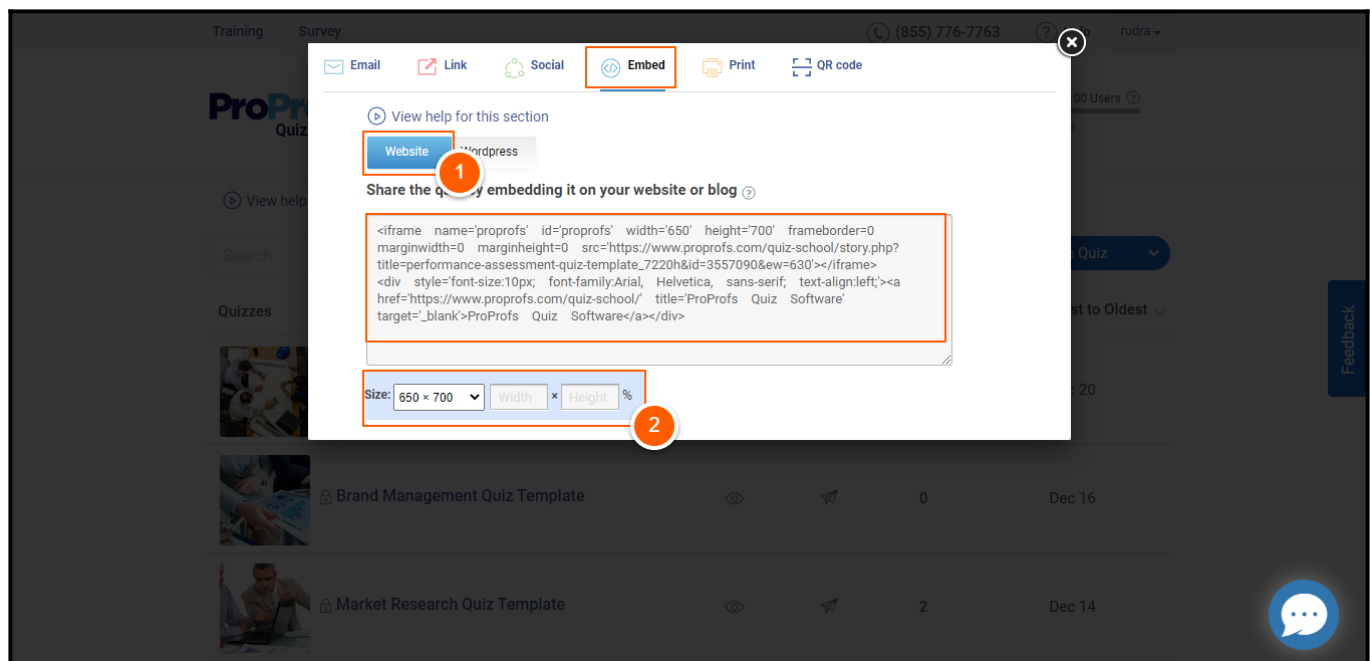 Training Survey (855) 776-7763 rudra
Email Link Social Embed Print QR code
ProPr
Quiz
00 Users
View help for this section
Website Wordpress
1
Share the by embedding it on your website or blog
View help
<iframe name='proprofs' id='proprofs' width='650' height='700' frameborder=0
marginwidth=0 marginheight=0 src='https://www.proprofs.com/quiz-school/story.php?
title=performance-assessment-quiz-template_7220h&id=3557090&ew=630'></iframe>
<div style='font-size:10px; font-family:Arial, Helvetica, sans-serif; text-align:left;'><a
href='https://www.proprofs.com/quiz-school/' title='ProProfs Quiz Software'
target='_blank'>ProProfs Quiz Software</a></div>
Search Quiz
Quizzes st to Oldest
Feedback
Size: 650 × 700 Width × Height %
20
2
Brand Management Quiz Template 0 Dec 16
Market Research Quiz Template 2 Dec 14